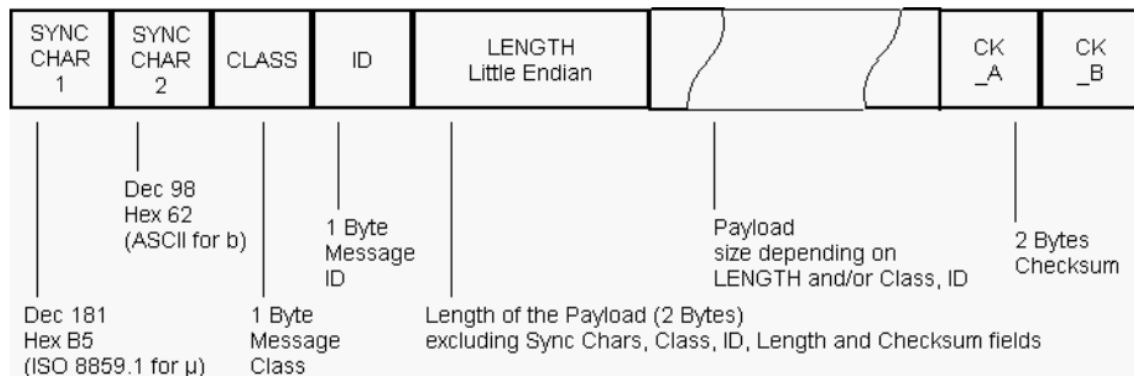 SYNC
CHAR
1
SYNC
CHAR
2
CLASS
ID
LENGTH
Little Endian
CK
_A
CK
_B
Dec 98
Hex 62
(ASCII for b)
1 Byte
Message
ID
Payload
size depending on
LENGTH and/or Class, ID
2 Bytes
Checksum
Dec 181
Hex B5
(ISO 8859.1 for µ)
1 Byte
Message
Class
Length of the Payload (2 Bytes)
excluding Sync Chars, Class, ID, Length and Checksum fields